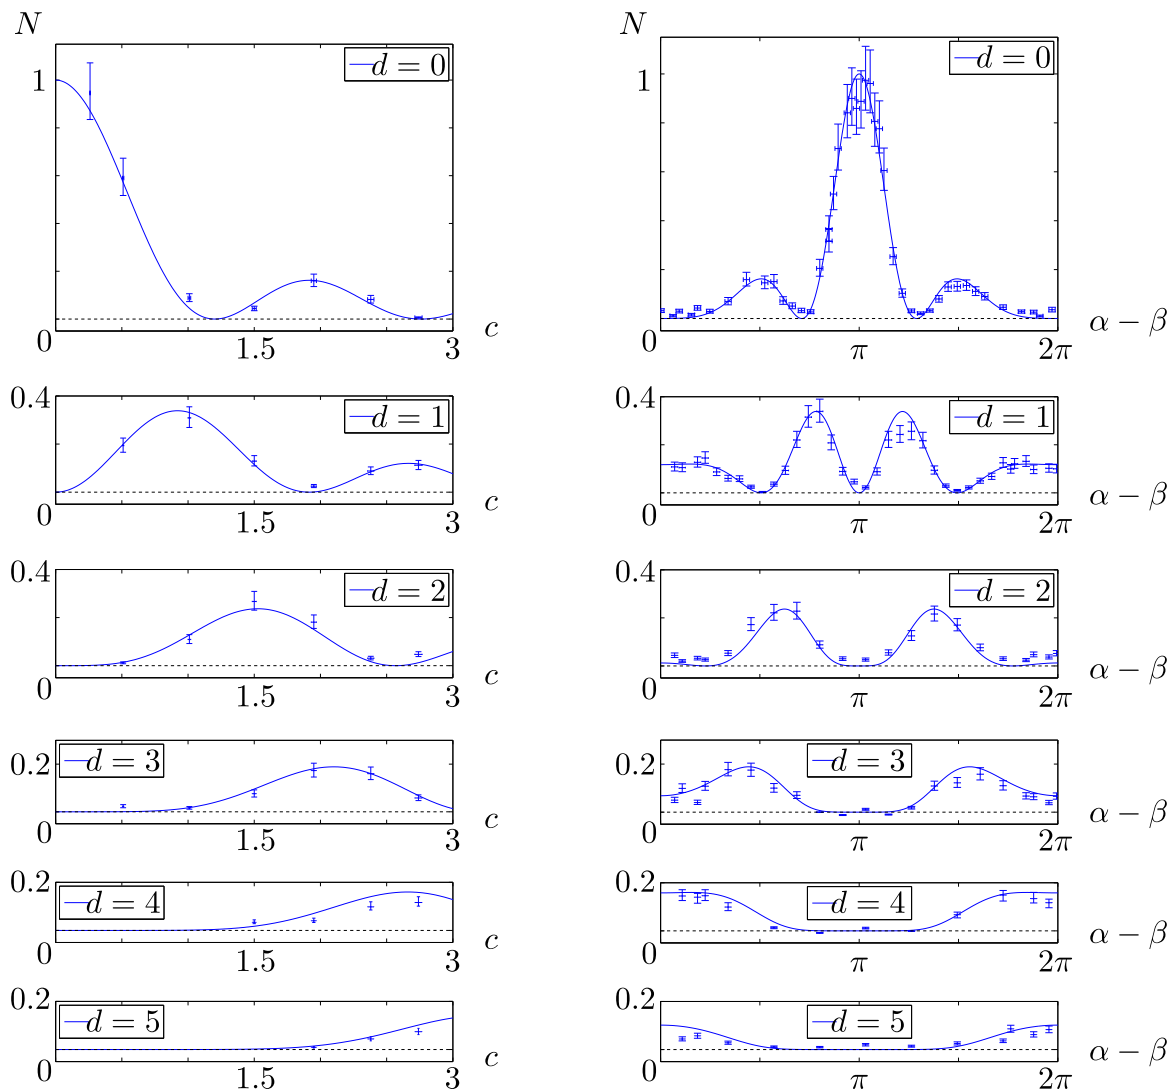 N N
d = 0 d = 0
1 1
0 1.5 3 c 0 π 2π α − β
0.4 d = 1 0.4 d = 1
0 1.5 3 c 0 π 2π α − β
0.4 d = 2 0.4 d = 2
0 1.5 3 c 0 π 2π α − β
0.2 d = 3 0.2 d = 3
0 1.5 3 c 0 π 2π α − β
0.2 d = 4 0.2 d = 4
0 1.5 3 c 0 π 2π α − β
0.2 d = 5 0.2 d = 5
0 1.5 3 c 0 π 2π α − β